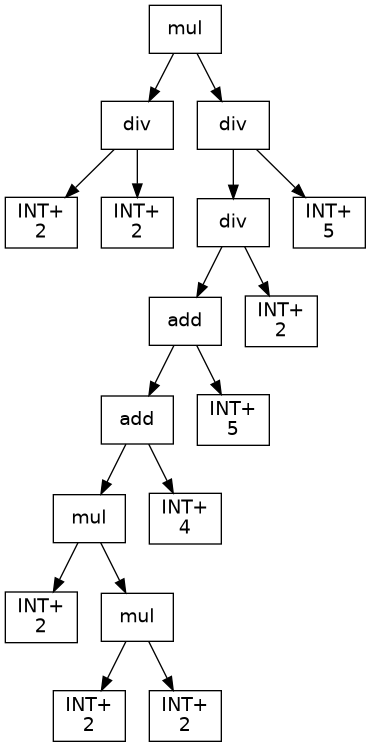 mul
div
div
INT+
2
INT+
2
div
INT+
5
add
INT+
2
add
INT+
5
mul
INT+
4
INT+
2
mul
INT+
2
INT+
2